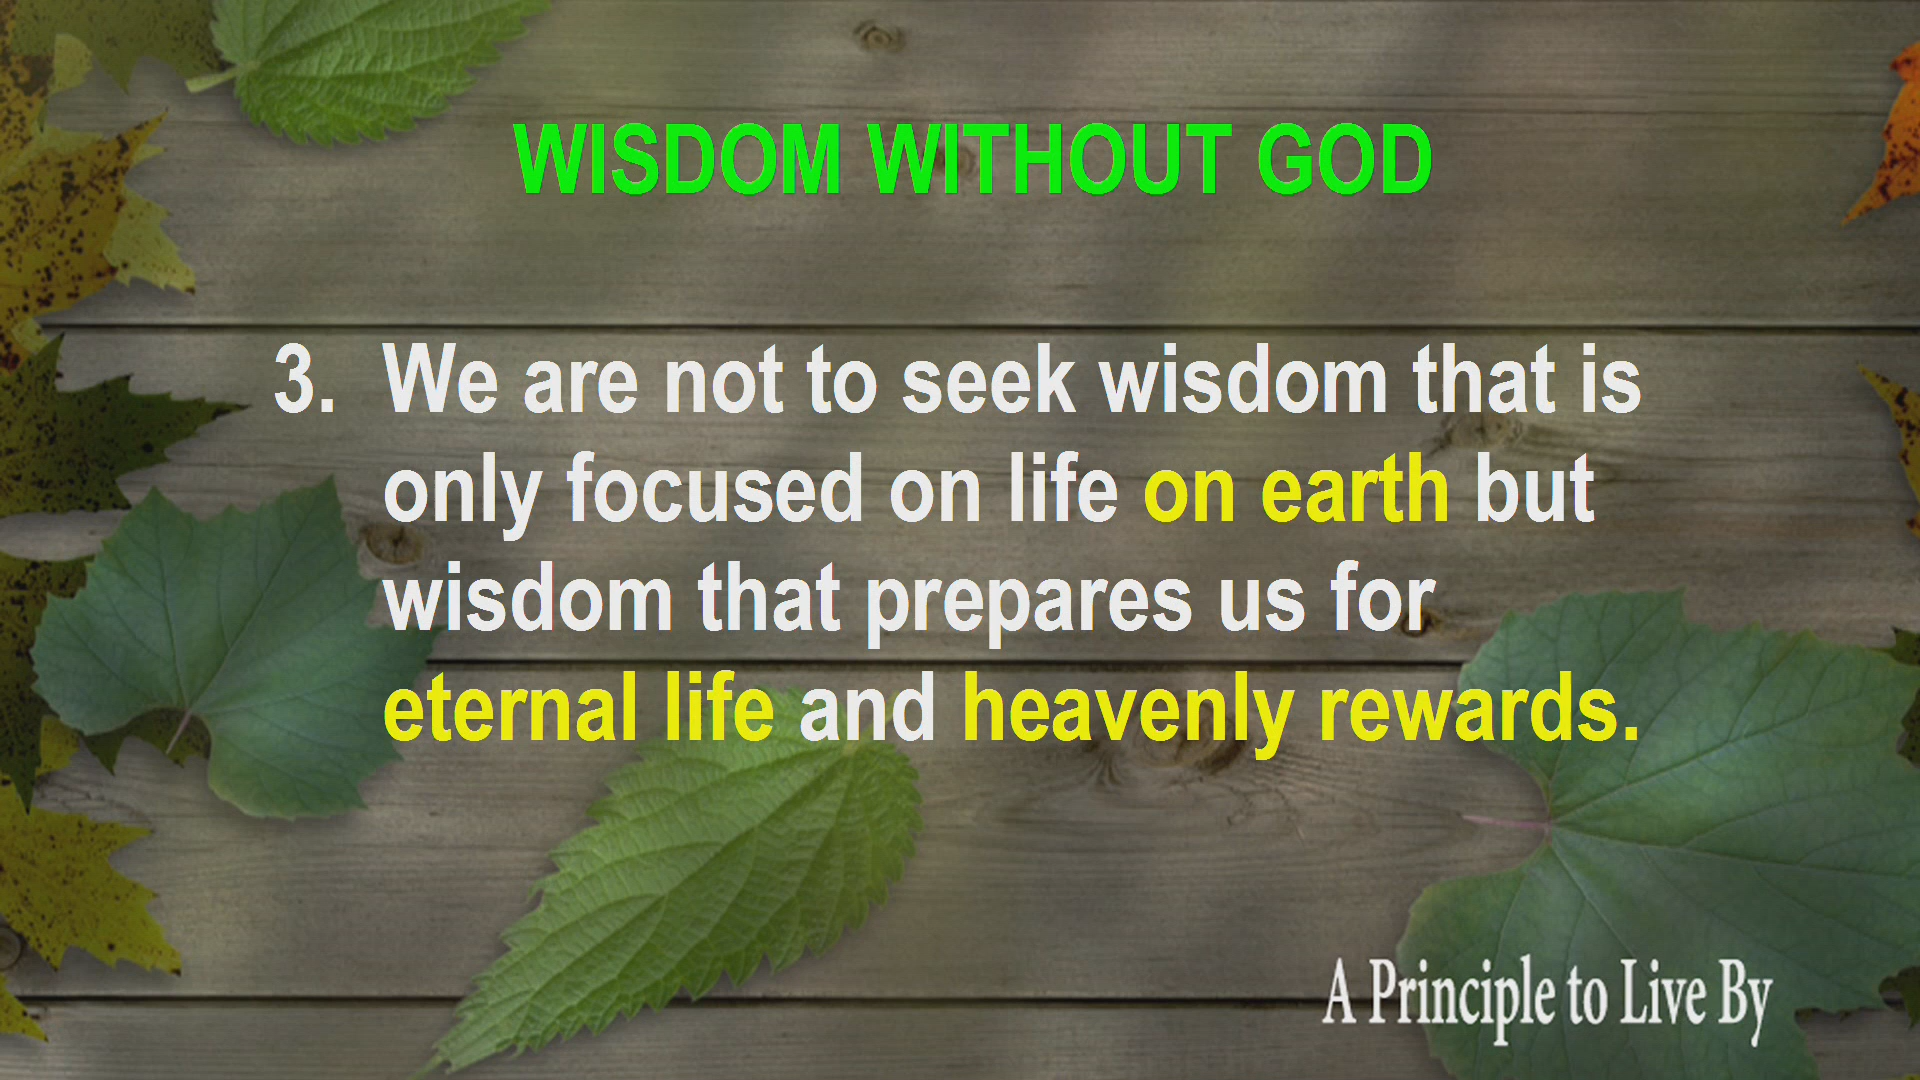 WISDOM WITHOUT GOD
3. We are not to seek wisdom that is
only focused on life on earth but
wisdom that prepares us for
eternal life and heavenly rewards.
A Principle to Live By